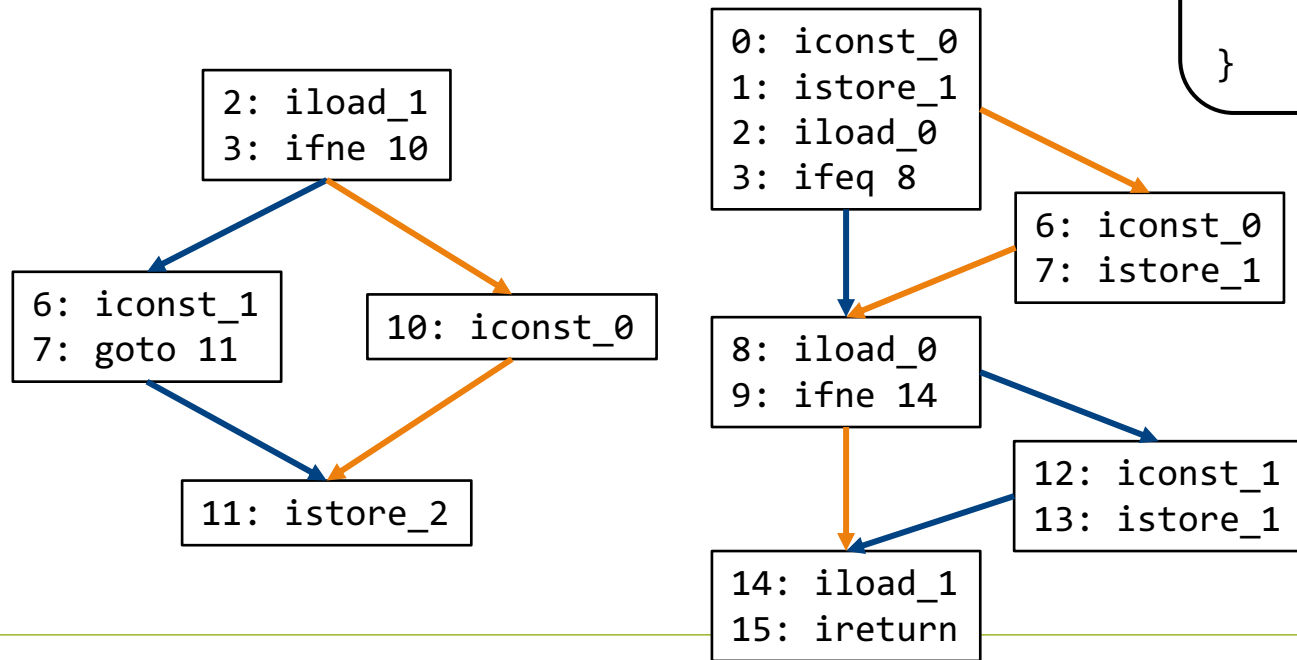 2: iload_1
3: ifne 10
6: iconst_1
7: goto 11
10: iconst_0
11: istore_2
0: iconst_0
1: istore_1
2: iload_0
3: ifeq 8
6: iconst_0
7: istore_1
8: iload_0
9: ifne 14
12: iconst_1
13: istore_1
14: iload_1
15: ireturn
}